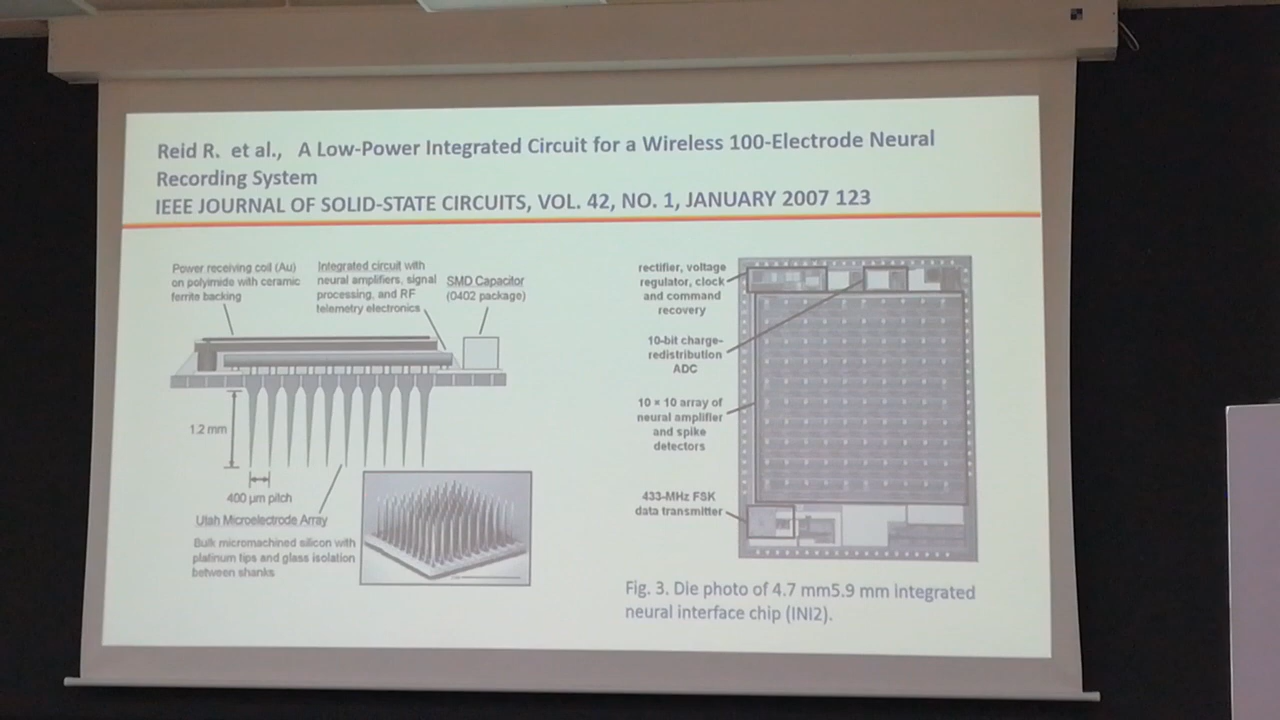 Reid R. et al., A Low-Power Integrated Circuit for a Wireless 100-Electrode Neural
Recording System
IEEE JOURNAL OF SOLID-STATE CIRCUITS, VOL. 42, NO. 1, JANUARY 2007 123
Power receiving coil (Au)
on polyimide with ceramic
ferrite backing
Integrated circuit with
neural amplifiers, signal
processing, and RF
telemetry electronics
SMD Capacitor
(0402 package)
1.2 mm
400 µm pitch
Utah Microelectrode Array
Bulk micromachined silicon with
platinum tips and glass isolation
between shanks
rectifier, voltage
regulator, clock
and command
recovery
10-bit charge-
redistribution
ADC
10 × 10 array of
neural amplifier
and spike
detectors
433-MHz FSK
data transmitter
Fig. 3. Die photo of 4.7 mm5.9 mm integrated
neural interface chip (INI2).